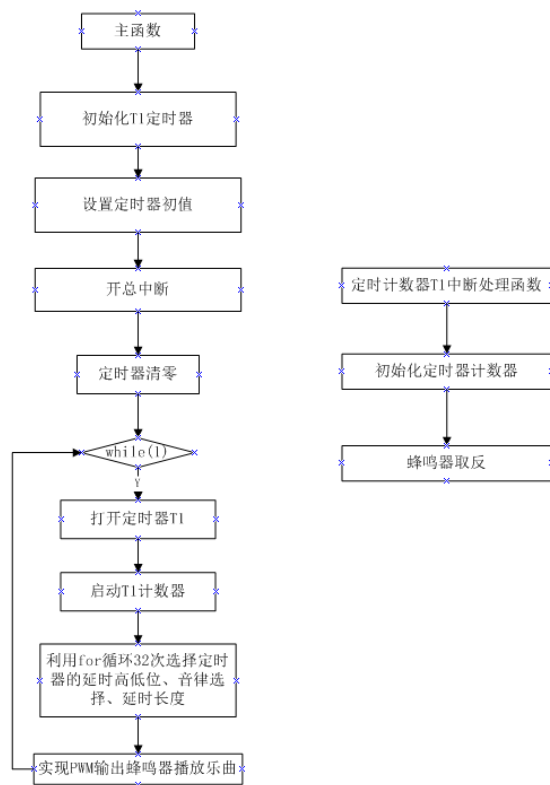 主函数
初始化T1定时器
设置定时器初值
开总中断
定时器清零
while(1)
Y
打开定时器T1
启动T1计数器
利用for循环32次选择定时
器的延时高低位、音律选
择、延时长度
实现PWM输出蜂鸣器播放乐曲
定时计数器T1中断处理函数
初始化定时器计数器
蜂鸣器取反